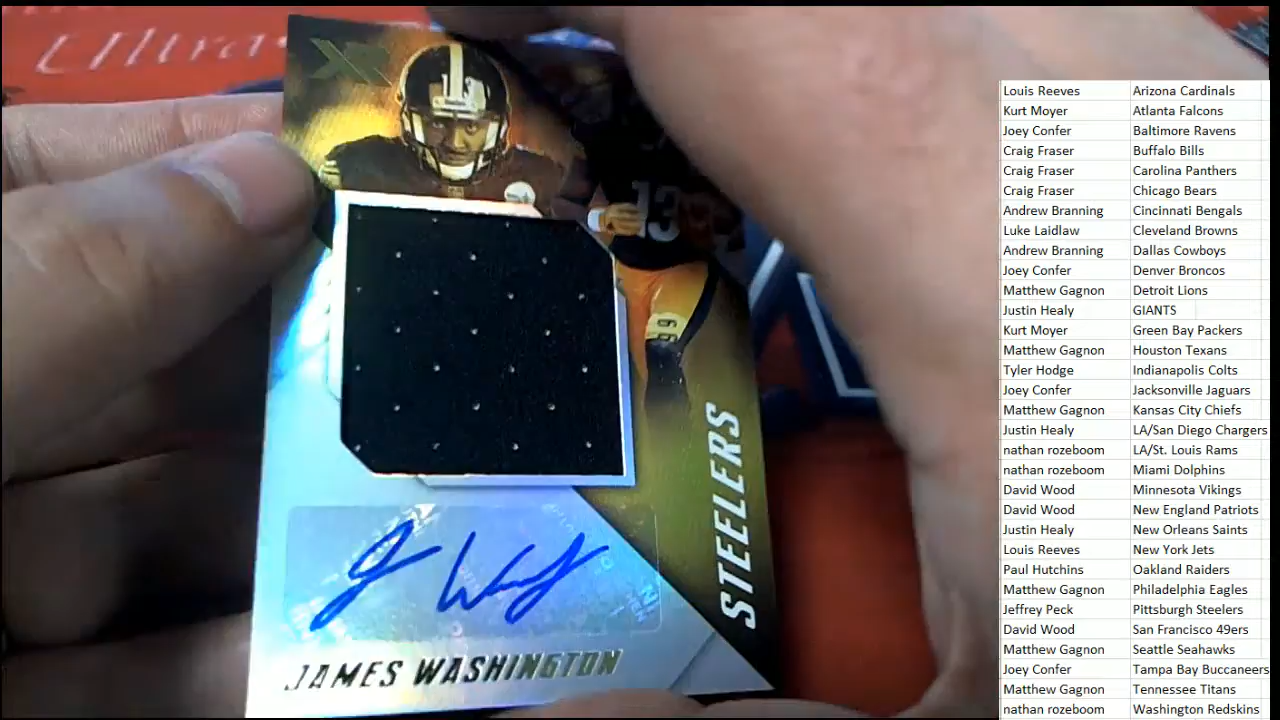 Ultra
XR
13
13
99
STEELERS
JAMES WASHINGTON
Louis Reeves Arizona Cardinals
Kurt Moyer Atlanta Falcons
Joey Confer Baltimore Ravens
Craig Fraser Buffalo Bills
Craig Fraser Carolina Panthers
Craig Fraser Chicago Bears
Andrew Branning Cincinnati Bengals
Luke Laidlaw Cleveland Browns
Andrew Branning Dallas Cowboys
Joey Confer Denver Broncos
Matthew Gagnon Detroit Lions
Justin Healy GIANTS
Kurt Moyer Green Bay Packers
Matthew Gagnon Houston Texans
Tyler Hodge Indianapolis Colts
Joey Confer Jacksonville Jaguars
Matthew Gagnon Kansas City Chiefs
Justin Healy LA/San Diego Chargers
nathan rozeboom LA/St. Louis Rams
nathan rozeboom Miami Dolphins
David Wood Minnesota Vikings
David Wood New England Patriots
Justin Healy New Orleans Saints
Louis Reeves New York Jets
Paul Hutchins Oakland Raiders
Matthew Gagnon Philadelphia Eagles
Jeffrey Peck Pittsburgh Steelers
David Wood San Francisco 49ers
Matthew Gagnon Seattle Seahawks
Joey Confer Tampa Bay Buccaneers
Matthew Gagnon Tennessee Titans
nathan rozeboom Washington Redskins